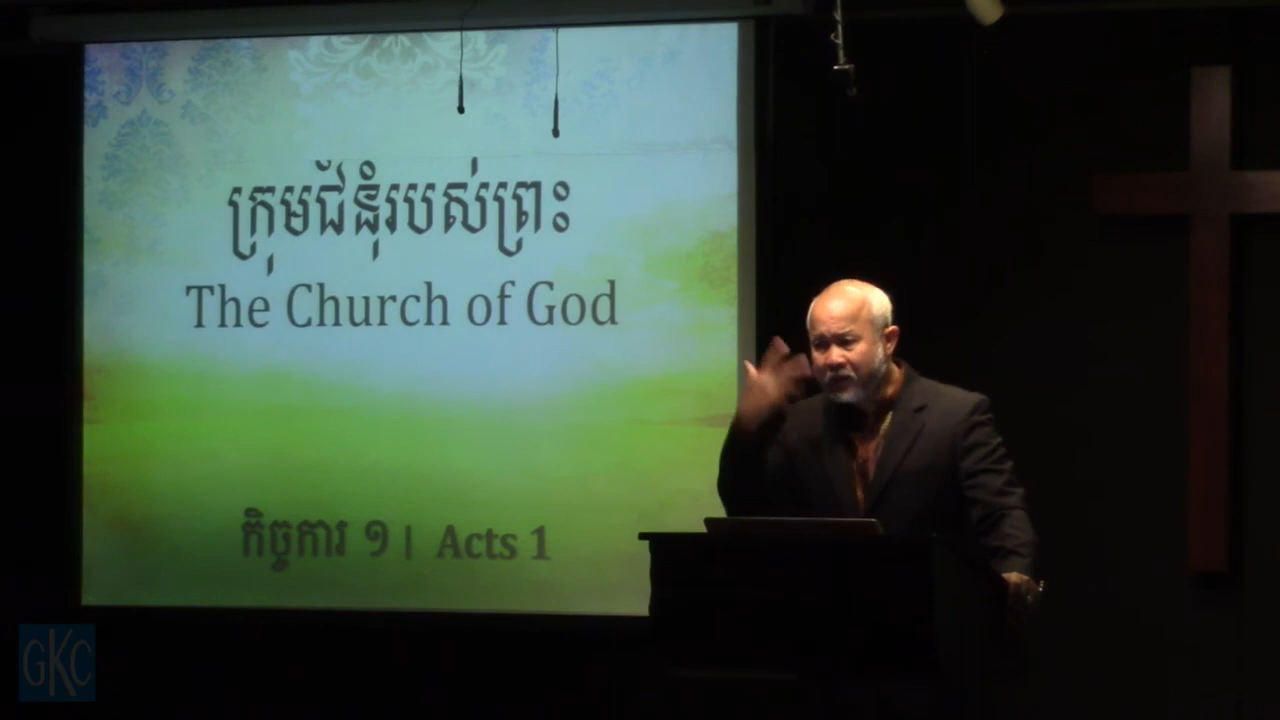 ក្រុមជំនុំរបស់ព្រះ
The Church of God
កិច្ចការ ១ | Acts 1
GKC